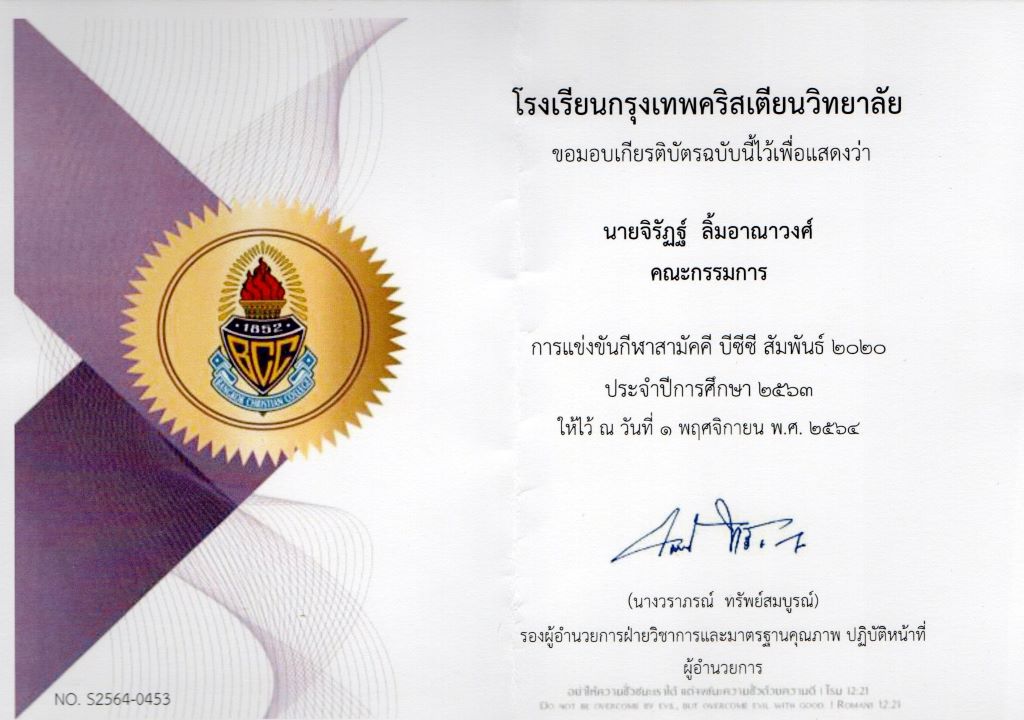 โรงเรียนกรุงเทพคริสเตียนวิทยาลัย
ขอมอบเกียรติบัตรฉบับนี้ไว้เพื่อแสดงว่า
นายจิรัฏฐ์ ลิ้มอาณาวงศ์
คณะกรรมการ
การแข่งขันกีฬาสามัคคี บีซีซี สัมพันธ์ ๒๐๒๐
ประจำปีการศึกษา ๒๕๖๓
ให้ไว้ ณ วันที่ ๑ พฤศจิกายน พ.ศ. ๒๕๖๔
(นางวราภรณ์ ทรัพย์สมบูรณ์)
รองผู้อำนวยการฝ่ายวิชาการและมาตรฐานคุณภาพ ปฏิบัติหน้าที่
ผู้อำนวยการ
อย่าให้ความชั่วชนะเราได้ แต่จงชนะความชั่วด้วยความดี | โรม 12:21
DO NOT BE OVERCOME BY EVIL, BUT OVERCOME EVIL WITH GOOD. | ROMANS 12:21
1852
BCC
BANGKOK CHRISTIAN COLLEGE
NO. S2564-0453